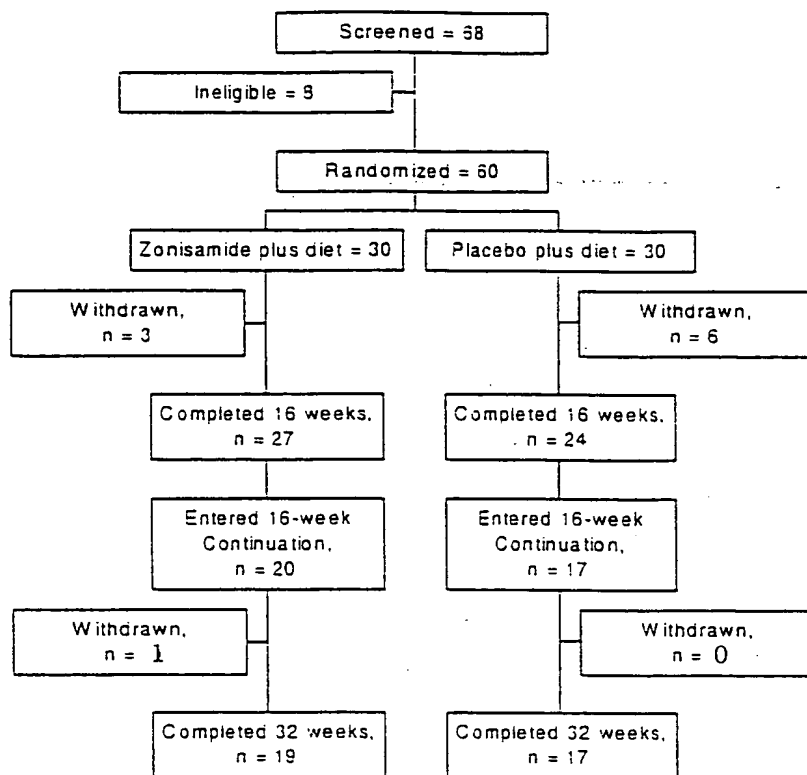 Screened = 68
Ineligible = 8
Randomized = 60
Zonisamide plus diet = 30
Placebo plus diet = 30
Withdrawn,
n = 3
Withdrawn,
n = 6
Completed 16 weeks,
n = 27
Completed 16 weeks,
n = 24
Entered 16-week
Continuation,
n = 20
Entered 16-week
Continuation,
n = 17
Withdrawn,
n = 1
Withdrawn,
n = 0
Completed 32 weeks,
n = 19
Completed 32 weeks,
n = 17